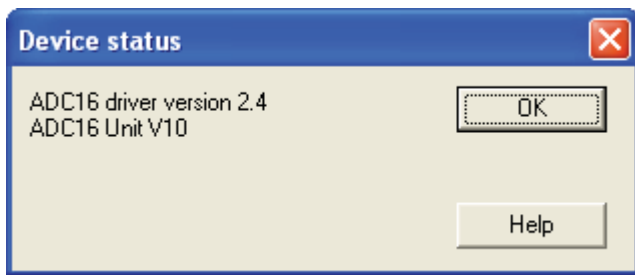 Device status
ADC16 driver version 2.4
ADC16 Unit V10
OK
Help